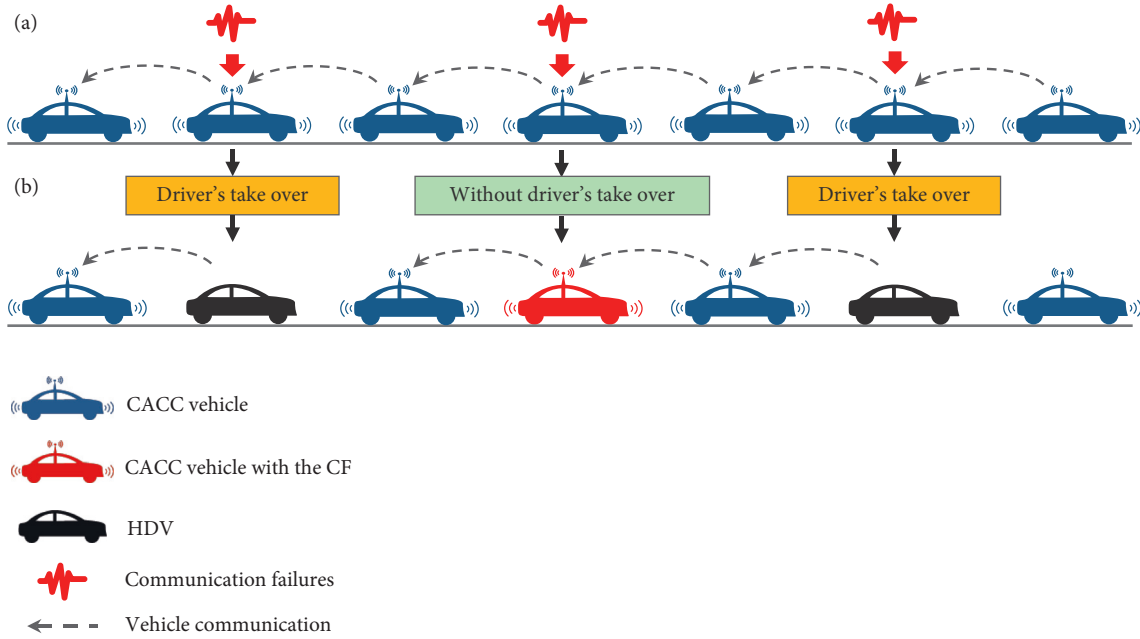 (a)
(b)
Driver's take over
Without driver's take over
Driver's take over
CACC vehicle
CACC vehicle with the CF
HDV
Communication failures
Vehicle communication